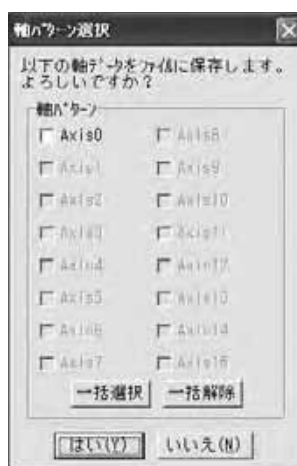 軸ﾊﾟﾀｰﾝ選択
以下の軸ﾃﾞｰﾀをﾌｧｲﾙに保存します。
よろしいですか？
軸ﾊﾟﾀｰﾝ
Axis0 Axis8
Axis1 Axis9
Axis2 Axis10
Axis3 Axis11
Axis4 Axis12
Axis5 Axis13
Axis6 Axis14
Axis7 Axis15
一括選択 一括解除
はい(Y) いいえ(N)